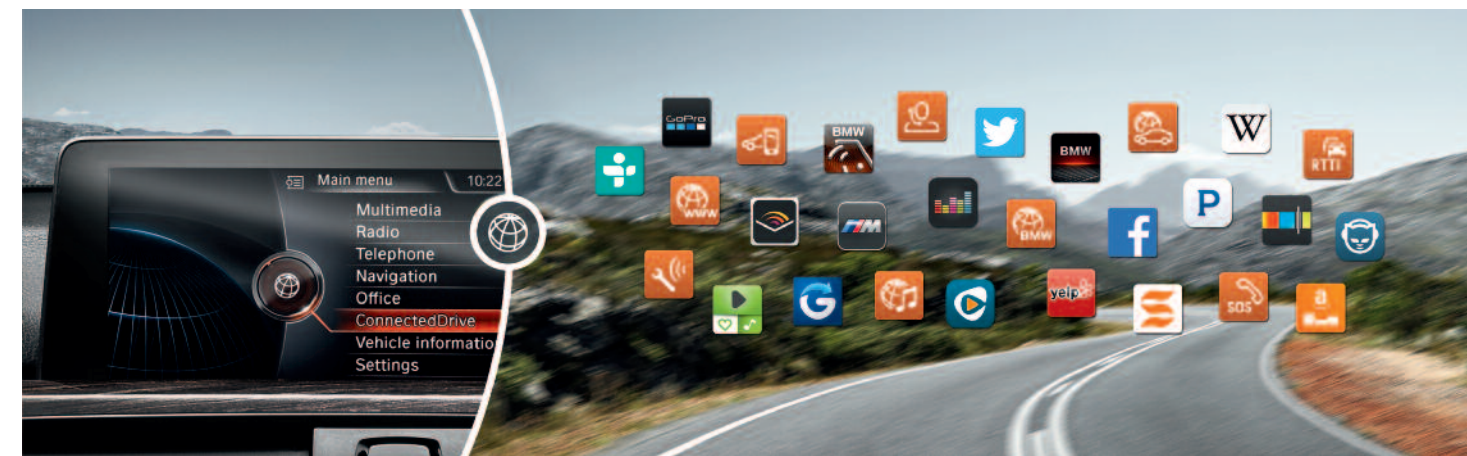 Main menu 10:22
Multimedia
Radio
Telephone
Navigation
Office
ConnectedDrive
Vehicle informatio
Settings
GoPro
BMW
BMW
W
RTTI
WWW
M
BMW
f
P
yelp
SOS
a